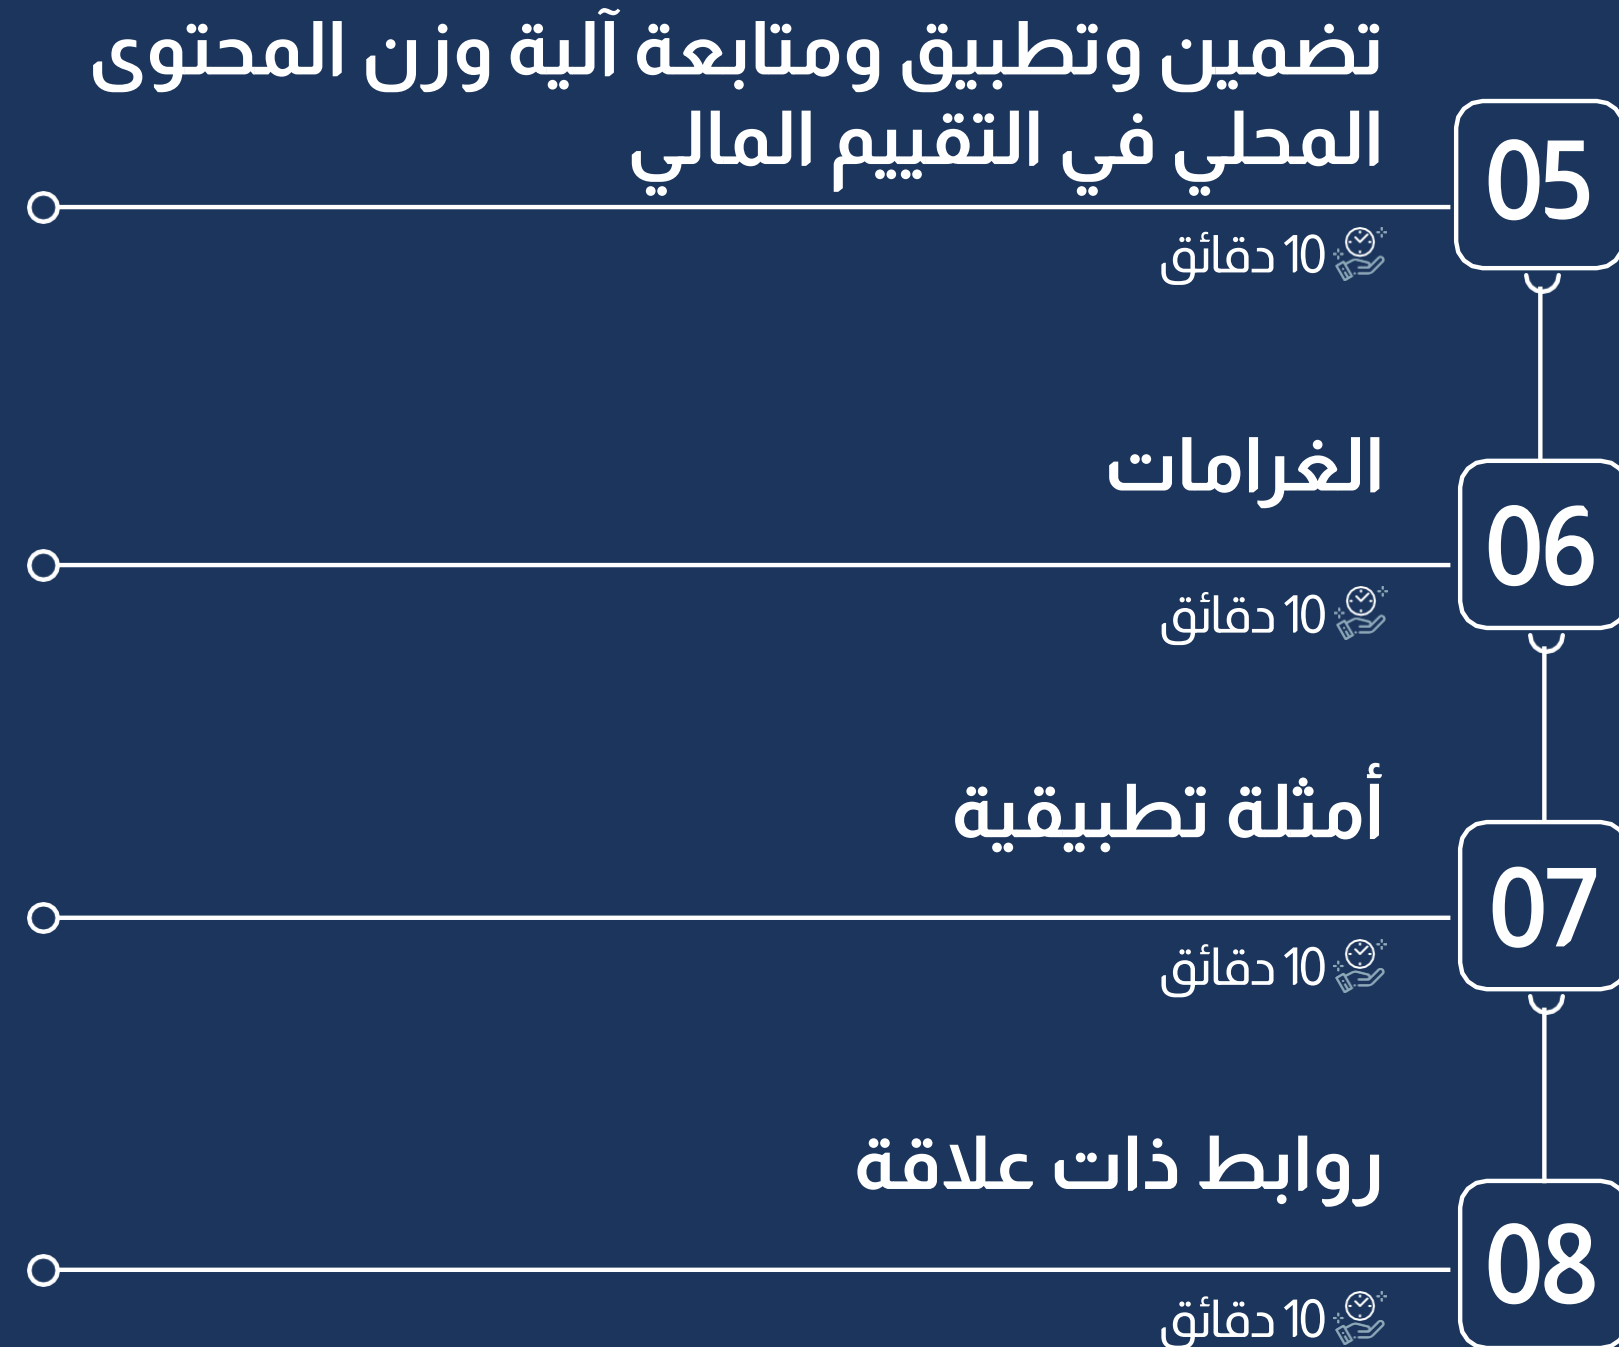 تضمين وتطبيق ومتابعة آلية وزن المحتوى
المحلي في التقييم المالي
05
10 دقائق
الغرامات
06
10 دقائق
أمثلة تطبيقية
07
10 دقائق
روابط ذات علاقة
08
10 دقائق